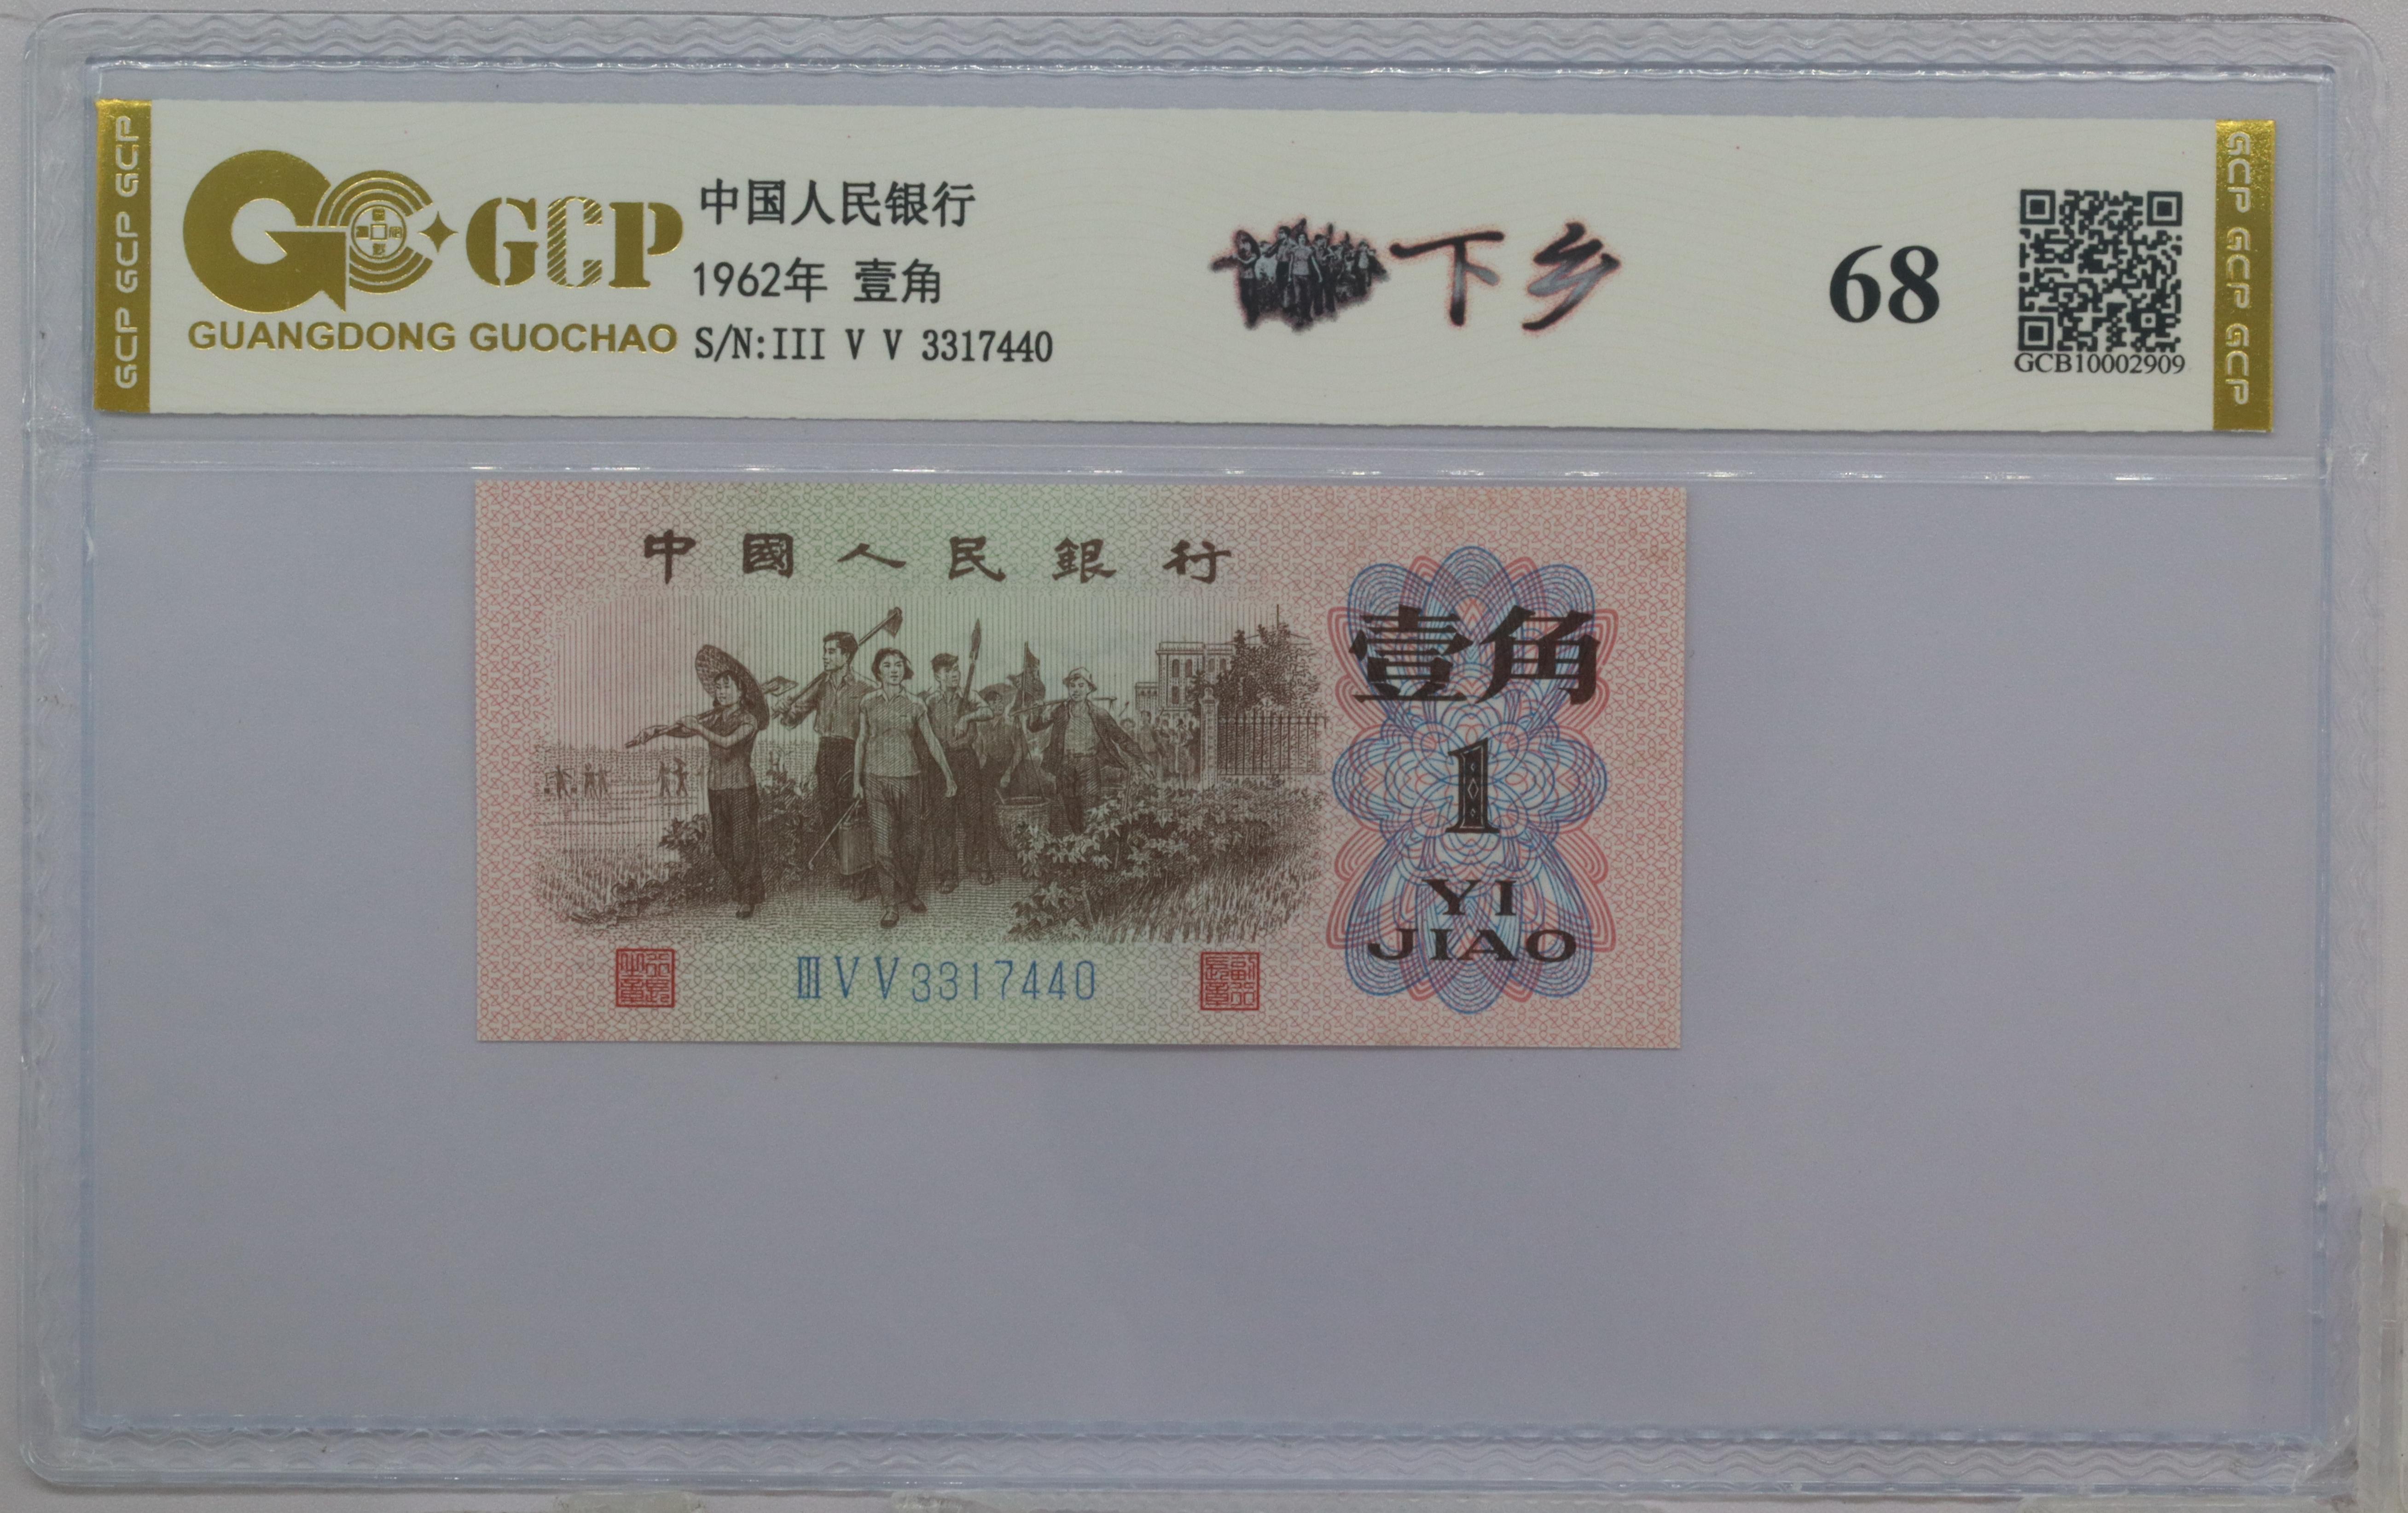 GCP GCP GCP
GCP
GUANGDONG GUOCHAO
中国人民银行
1962年 壹角
S/N:III V V 3317440
下乡
68
GCB10002909
GCP GCP GCP
中國人民銀行
壹角
1
YI
JIAO
III V V 3317440